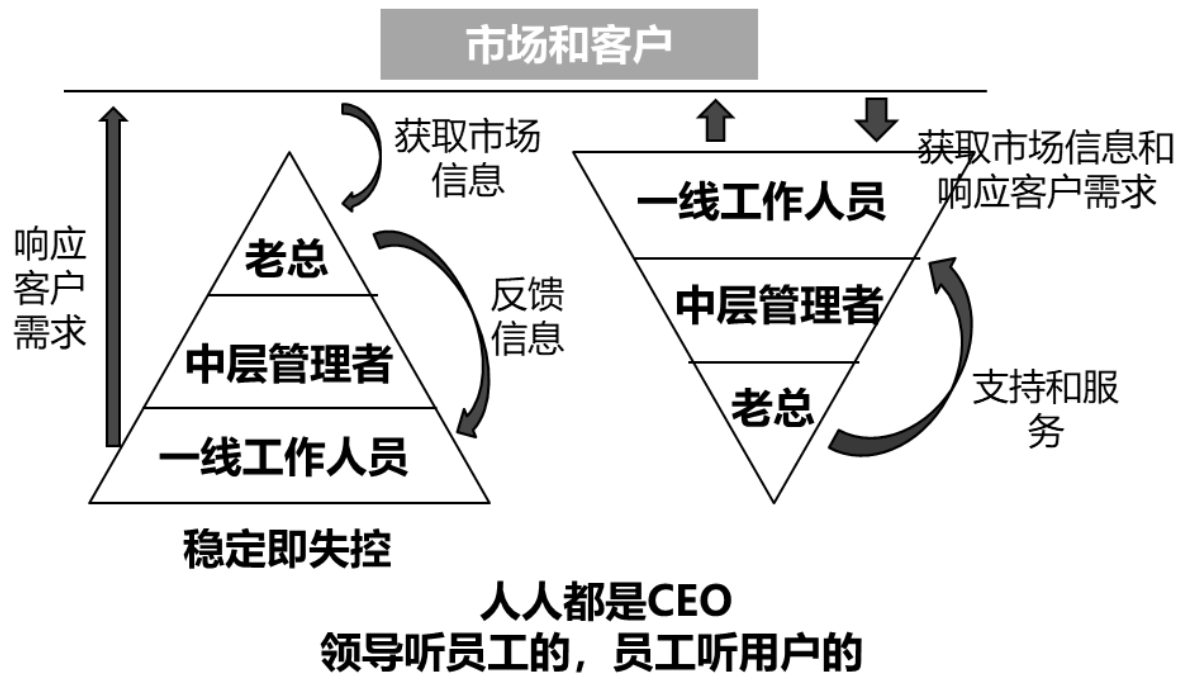 市场和客户
获取市场
信息
响应
客户
需求
老总
中层管理者
一线工作人员
反馈
信息
稳定即失控
获取市场信息和
响应客户需求
一线工作人员
中层管理者
老总
支持和服
务
人人都是CEO
领导听员工的，员工听用户的